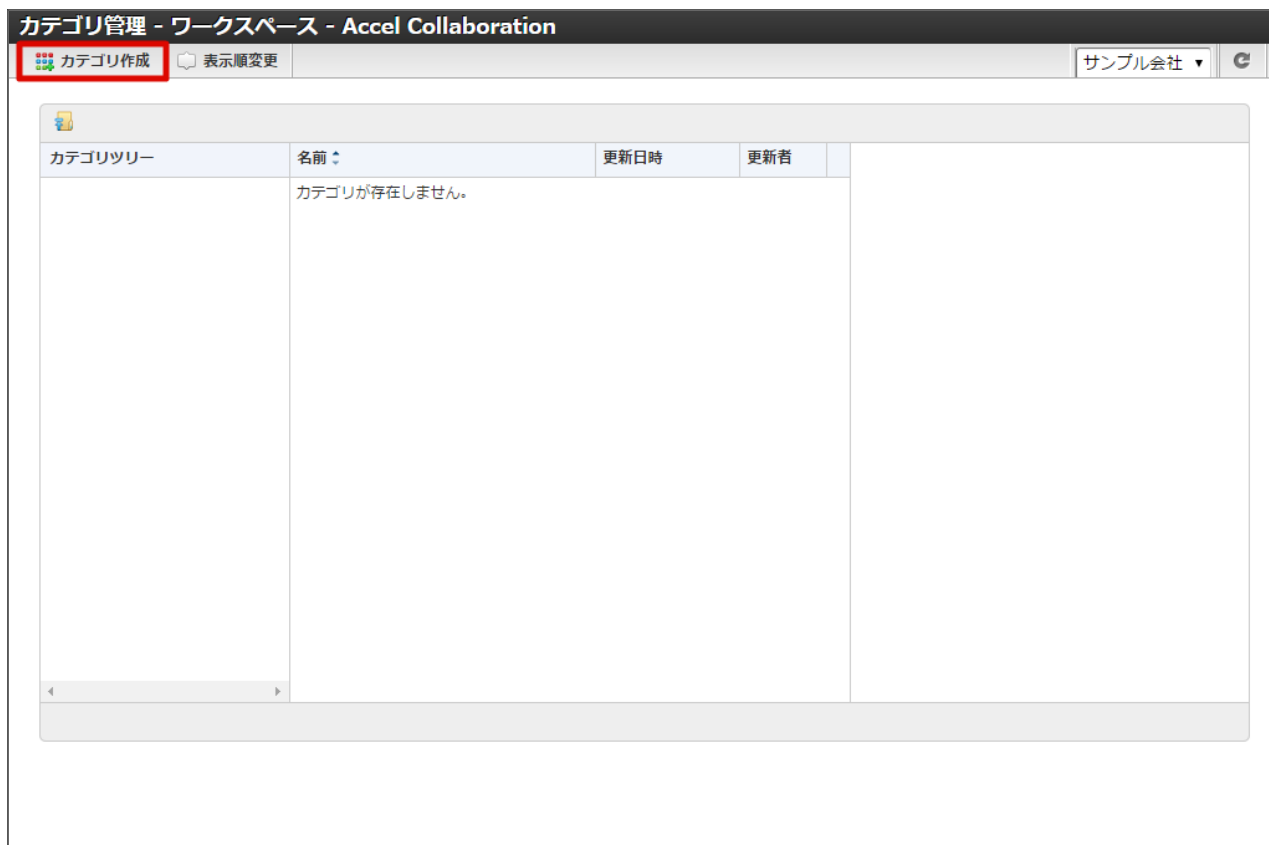 カテゴリ管理 - ワークスペース - Accel Collaboration
カテゴリ作成 表示順変更 サンプル会社
カテゴリツリー 名前 更新日時 更新者
カテゴリが存在しません。